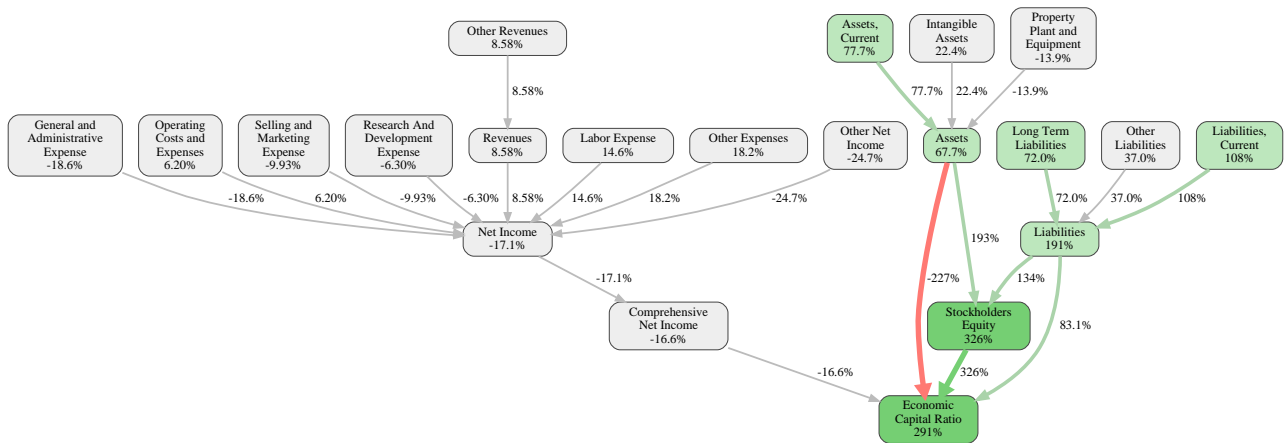 Other Revenues
8.58%
Assets,
Current
77.7%
Intangible
Assets
22.4%
Property
Plant and
Equipment
-13.9%
8.58%
77.7%
22.4%
-13.9%
General and
Administrative
Expense
-18.6%
Operating
Costs and
Expenses
6.20%
Selling and
Marketing
Expense
-9.93%
Research And
Development
Expense
-6.30%
Revenues
8.58%
Labor Expense
14.6%
Other Expenses
18.2%
Other Net
Income
-24.7%
Assets
67.7%
Long Term
Liabilities
72.0%
Other
Liabilities
37.0%
Liabilities,
Current
108%
-18.6%
6.20%
-9.93%
-6.30%
8.58%
14.6%
18.2%
-24.7%
72.0%
37.0%
108%
Net Income
-17.1%
193%
Liabilities
191%
-17.1%
-227%
134%
Comprehensive
Net Income
-16.6%
Stockholders
Equity
326%
83.1%
-16.6%
326%
Economic
Capital Ratio
291%